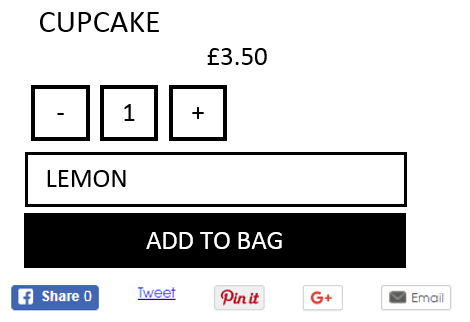 CUPCAKE
£3.50
- 1 +
LEMON
ADD TO BAG
f Share 0 Tweet Pin it G+ Email